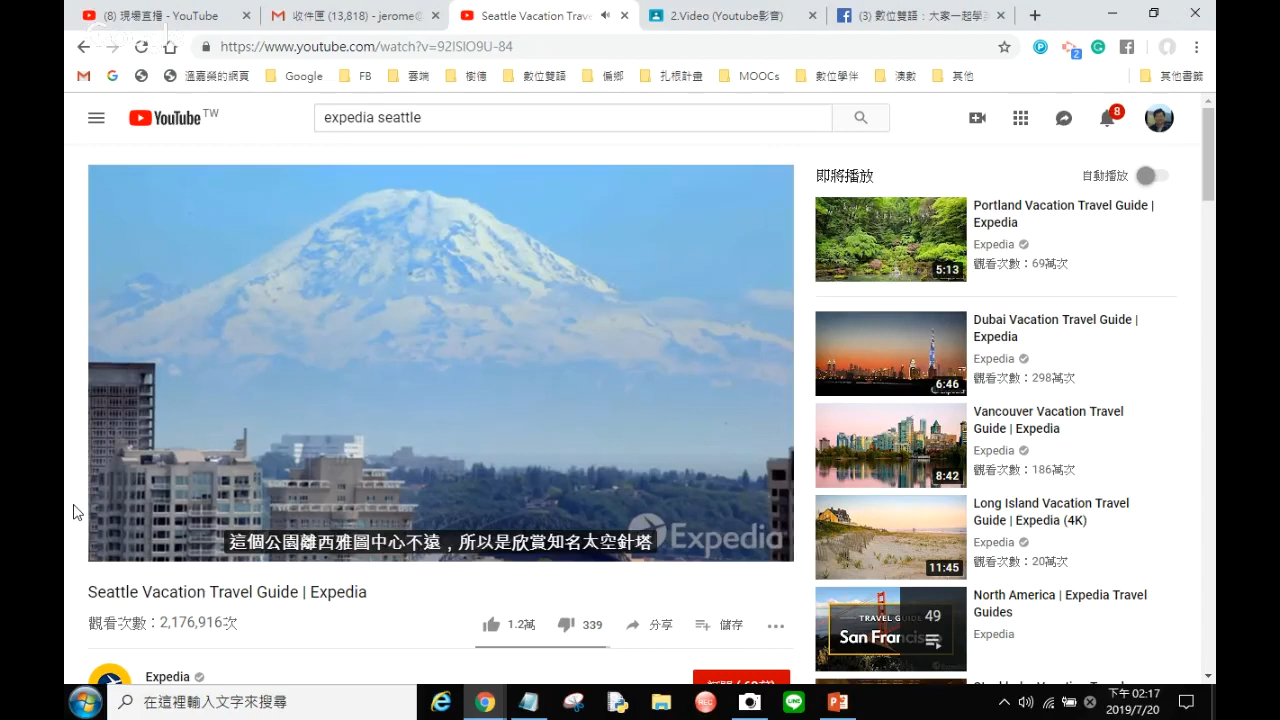 (8) 現場直播 - YouTube
收件匣 (13,818) - jerome@
Seattle Vacation Trave
2.Video (Youtube影音)
(3) 數位雙語：大家一起學
https://www.youtube.com/watch?v=92ISlO9U-84
2
溫嘉榮的網頁
Google
FB
雲端
樹德
數位雙語
偏鄉
扎根計畫
MOOCs
數位學伴
澳數
其他
其他書籤
YouTube TW
expedia seattle
8
即將播放
自動播放
Portland Vacation Travel Guide |
Expedia
Expedia
觀看次數：69萬次
5:13
Dubai Vacation Travel Guide |
Expedia
Expedia
觀看次數：298萬次
6:46
Vancouver Vacation Travel
Guide | Expedia
Expedia
觀看次數：186萬次
8:42
Long Island Vacation Travel
Guide | Expedia (4K)
Expedia
觀看次數：20萬次
11:45
North America | Expedia Travel
Guides
Expedia
TRAVEL GUIDE
San Francisco
49
Expedia
這個公園離西雅圖中心不遠，所以是欣賞知名太空針塔
Seattle Vacation Travel Guide | Expedia
觀看次數：2,176,916次
1.2萬
339
分享
儲存
Expedia
在這裡輸入文字來搜尋
REC
LINE
下午 02:17
2019/7/20